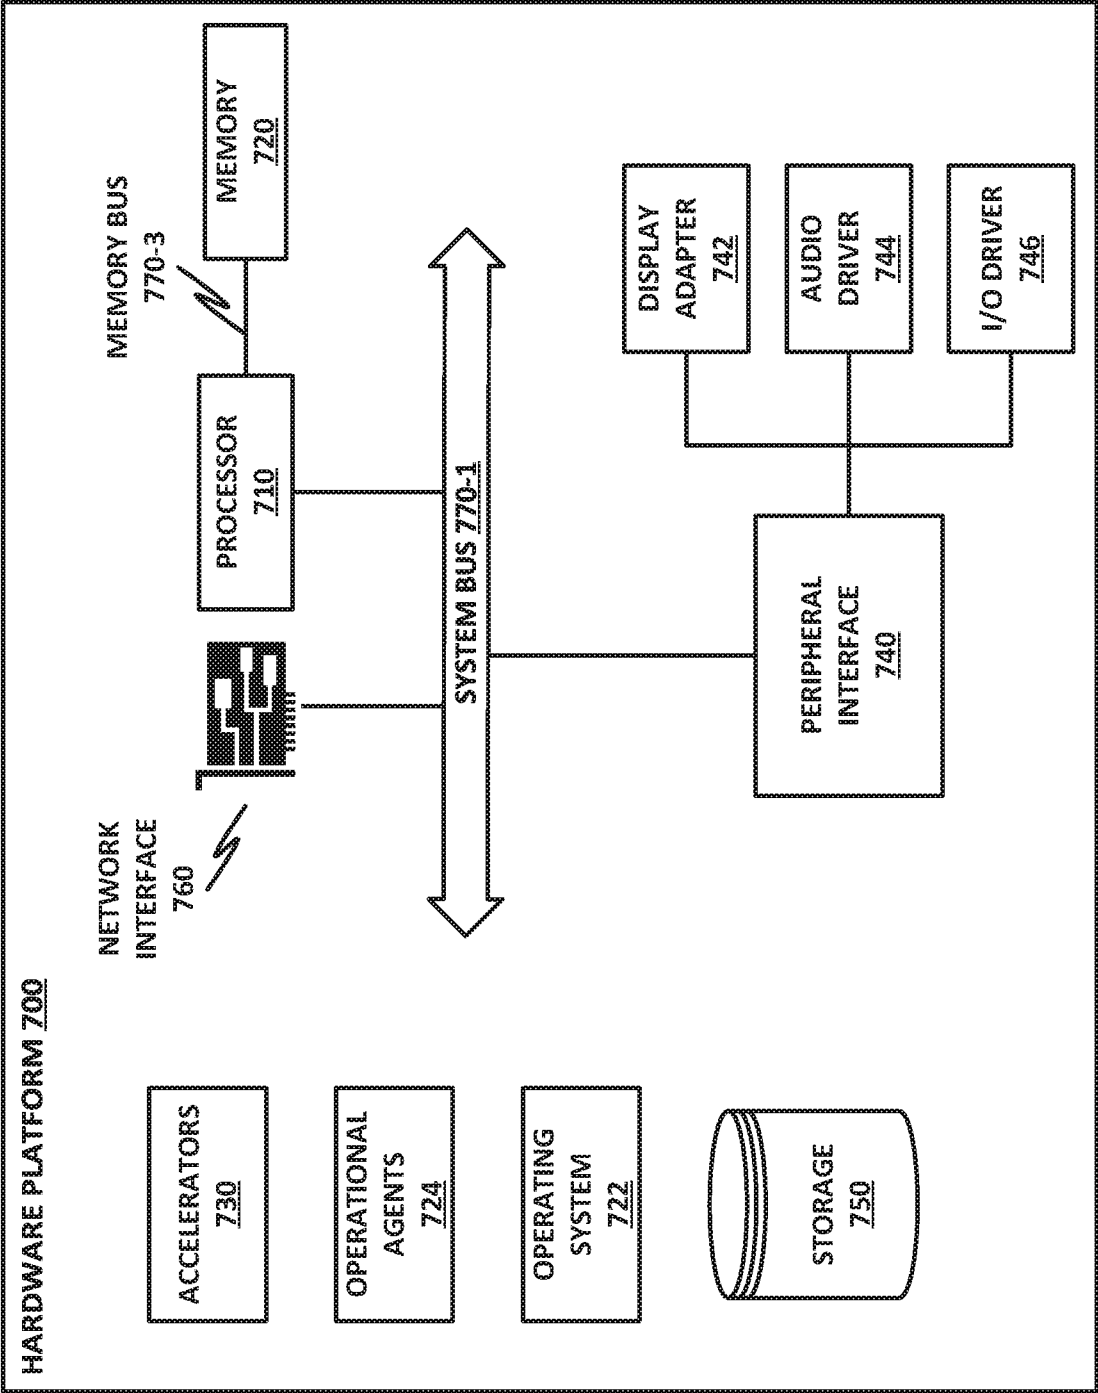 HARDWARE PLATFORM 700
ACCELERATORS
730
OPERATIONAL
AGENTS
724
OPERATING
SYSTEM
722
STORAGE
750
NETWORK
INTERFACE
760
PROCESSOR
710
MEMORY BUS
770-3
MEMORY
720
SYSTEM BUS 770-1
PERIPHERAL
INTERFACE
740
DISPLAY
ADAPTER
742
AUDIO
DRIVER
744
I/O DRIVER
746